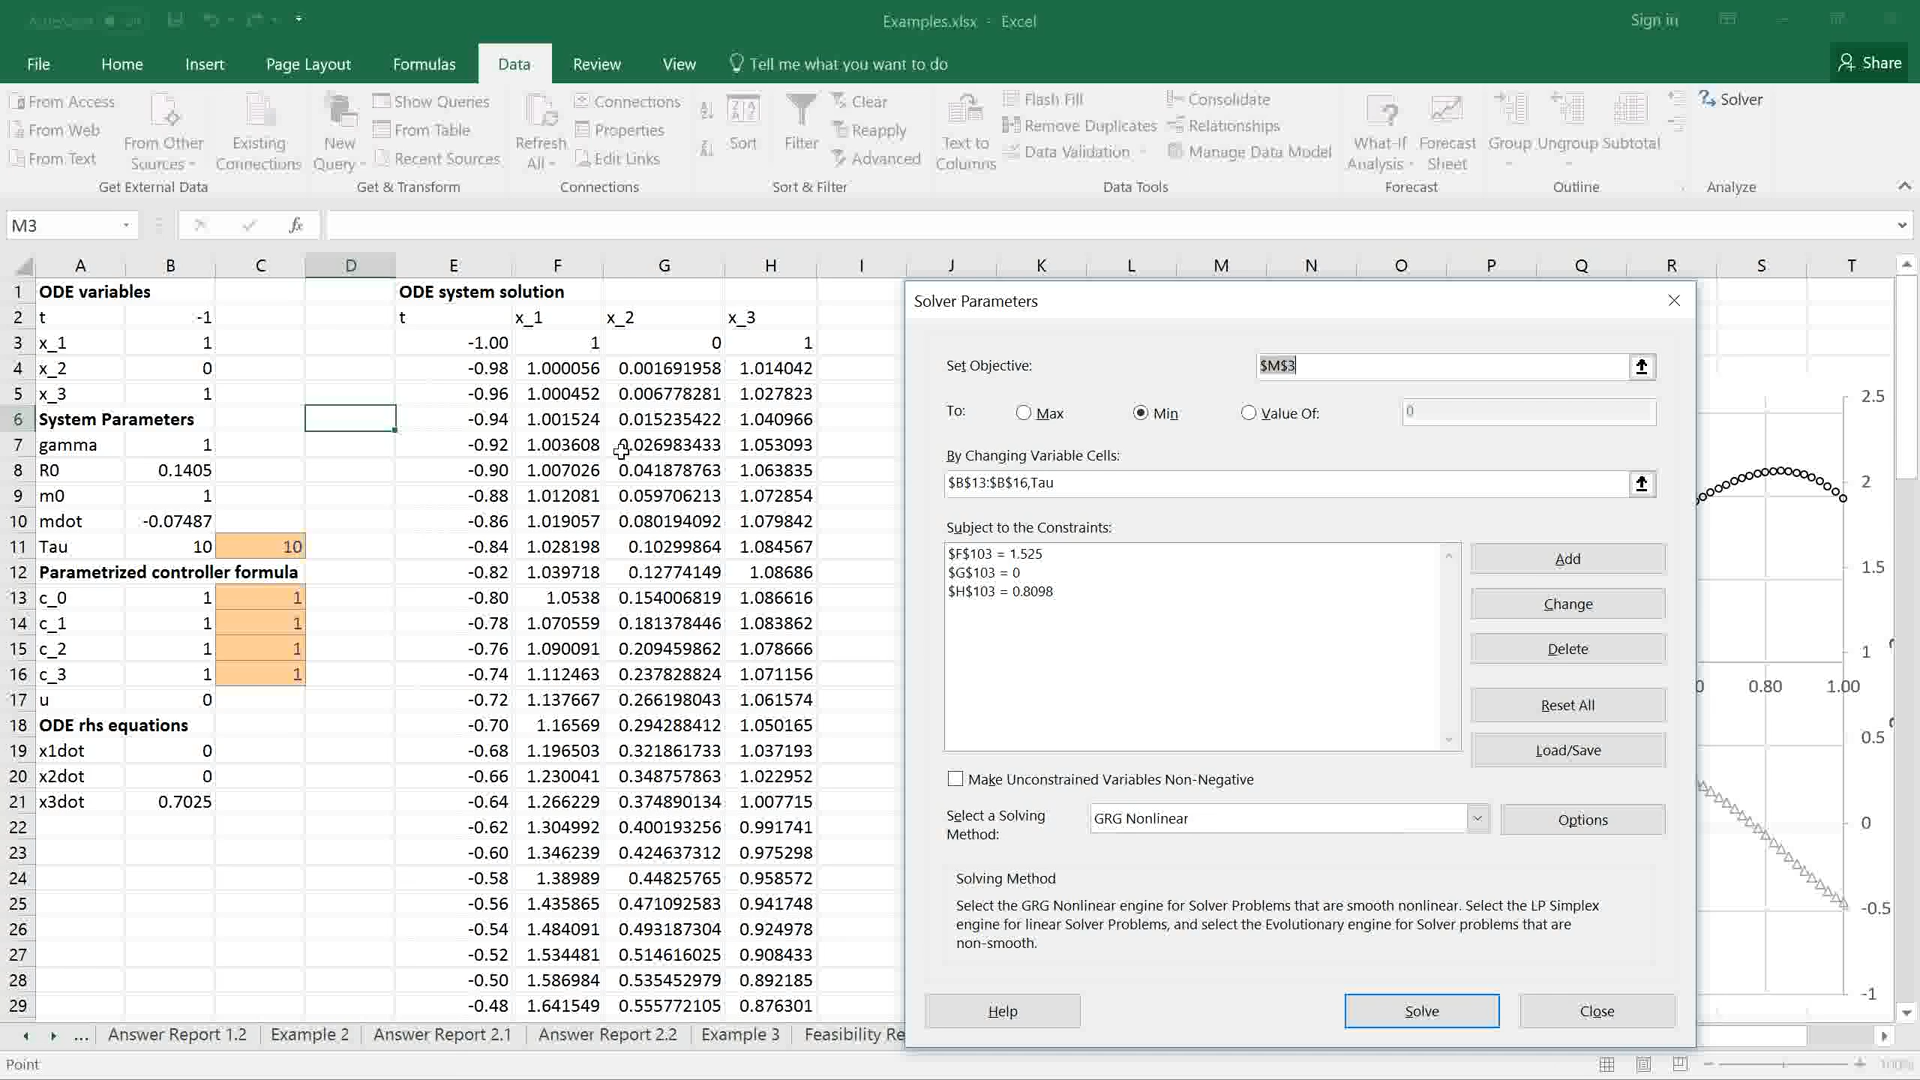 Examples.xlsx - Excel
Sign in
File Home Insert Page Layout Formulas Data Review View Tell me what you want to do Share
From Access
From Web
From Text
From Other Sources
Existing Connections
Get External Data
New Query
Show Queries
From Table
Recent Sources
Get & Transform
Refresh All
Connections
Properties
Edit Links
Connections
Sort
Filter
Clear
Reapply
Advanced
Sort & Filter
Text to Columns
Flash Fill
Remove Duplicates
Data Validation
Consolidate
Relationships
Manage Data Model
Data Tools
What-If Analysis
Forecast Sheet
Forecast
Group
Ungroup
Subtotal
Outline
Solver
Analyze
M3 fx
A B C D E F G H I J K L M N O P Q R S T
1 ODE variables ODE system solution
2 t -1 t x_1 x_2 x_3
3 x_1 1 -1.00 1 0 1
4 x_2 0 -0.98 1.000056 0.001691958 1.014042
5 x_3 1 -0.96 1.000452 0.006778281 1.027823
6 System Parameters -0.94 1.001524 0.015235422 1.040966
7 gamma 1 -0.92 1.003608 0.026983433 1.053093
8 R0 0.1405 -0.90 1.007026 0.041878763 1.063835
9 m0 1 -0.88 1.012081 0.059706213 1.072854
10 mdot -0.07487 -0.86 1.019057 0.080194092 1.079842
11 Tau 10 10 -0.84 1.028198 0.10299864 1.084567
12 Parametrized controller formula -0.82 1.039718 0.12774149 1.08686
13 c_0 1 1 -0.80 1.0538 0.154006819 1.086616
14 c_1 1 1 -0.78 1.070559 0.181378446 1.083862
15 c_2 1 1 -0.76 1.090091 0.209459862 1.078666
16 c_3 1 1 -0.74 1.112463 0.237828824 1.071156
17 u 0 -0.72 1.137667 0.266198043 1.061574
18 ODE rhs equations -0.70 1.16569 0.294288412 1.050165
19 x1dot 0 -0.68 1.196503 0.321861733 1.037193
20 x2dot 0 -0.66 1.230041 0.348757863 1.022952
21 x3dot 0.7025 -0.64 1.266229 0.374890134 1.007715
22 -0.62 1.304992 0.400193256 0.991741
23 -0.60 1.346239 0.424637312 0.975298
24 -0.58 1.38989 0.44825765 0.958572
25 -0.56 1.435865 0.471092583 0.941748
26 -0.54 1.484091 0.493187304 0.924978
27 -0.52 1.534481 0.514616025 0.908433
28 -0.50 1.586984 0.535452979 0.892185
29 -0.48 1.641549 0.555772105 0.876301
Solver Parameters
Set Objective: $M$3
To: Max Min Value Of: 0
By Changing Variable Cells:
$B$13:$B$16,Tau
Subject to the Constraints:
$F$103 = 1.525
$G$103 = 0
$H$103 = 0.8098
Add
Change
Delete
Reset All
Load/Save
Make Unconstrained Variables Non-Negative
Select a Solving Method: GRG Nonlinear Options
Solving Method
Select the GRG Nonlinear engine for Solver Problems that are smooth nonlinear. Select the LP Simplex
engine for linear Solver Problems, and select the Evolutionary engine for Solver problems that are
non-smooth.
Help Solve Close
2.5
2
1.5
1
0 0.80 1.00
0.5
0
-0.5
-1
... Answer Report 1.2 Example 2 Answer Report 2.1 Answer Report 2.2 Example 3 Feasibility Re
Point 100%